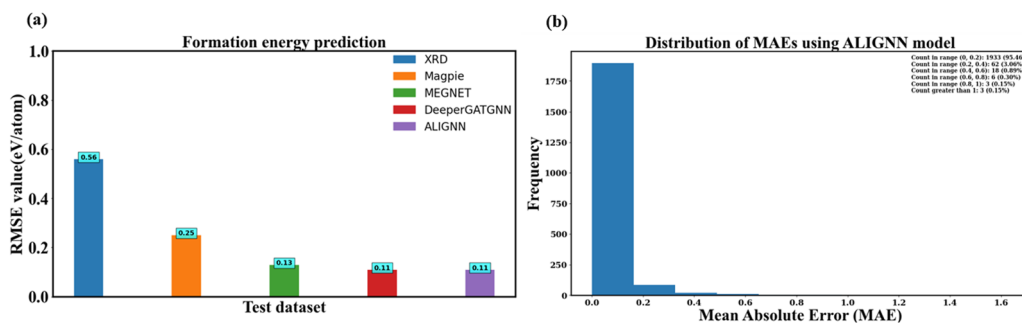 (a)
Formation energy prediction
RMSE value(eV/atom)
1.0
0.8
0.6
0.4
0.2
0.0
XRD
Magpie
MEGNET
DeeperGATGNN
ALIGNN
0.56
0.25
0.13
0.11
0.11
Test dataset
(b)
Distribution of MAEs using ALIGNN model
Count in range (0, 0.2): 1933 (95.46
Count in range (0.2, 0.4): 62 (3.06%
Count in range (0.4, 0.6): 18 (0.89%
Count in range (0.6, 0.8): 6 (0.30%)
Count in range (0.8, 1): 3 (0.15%)
Count greater than 1: 3 (0.15%)
Frequency
1750
1500
1250
1000
750
500
250
0
0.0 0.2 0.4 0.6 0.8 1.0 1.2 1.4 1.6
Mean Absolute Error (MAE)